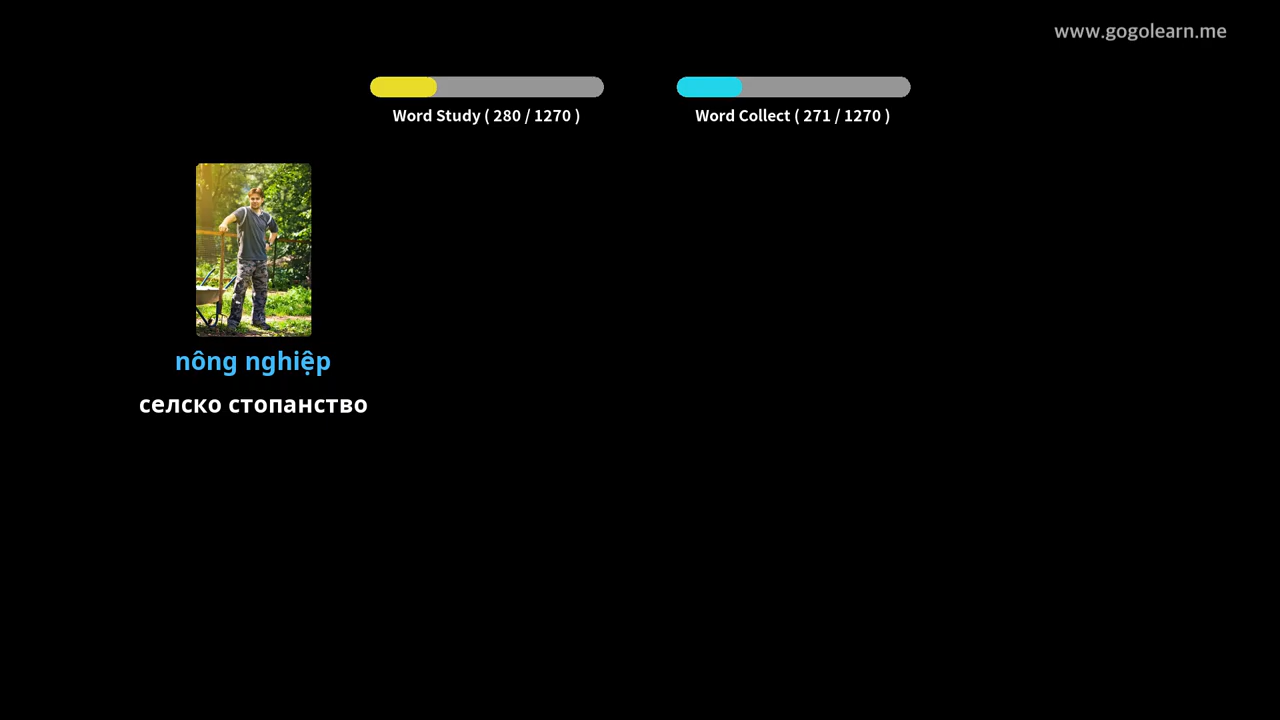 www.gogolearn.me
Word Study ( 280 / 1270 )
Word Collect ( 271 / 1270 )
nông nghiệp
селско стопанство